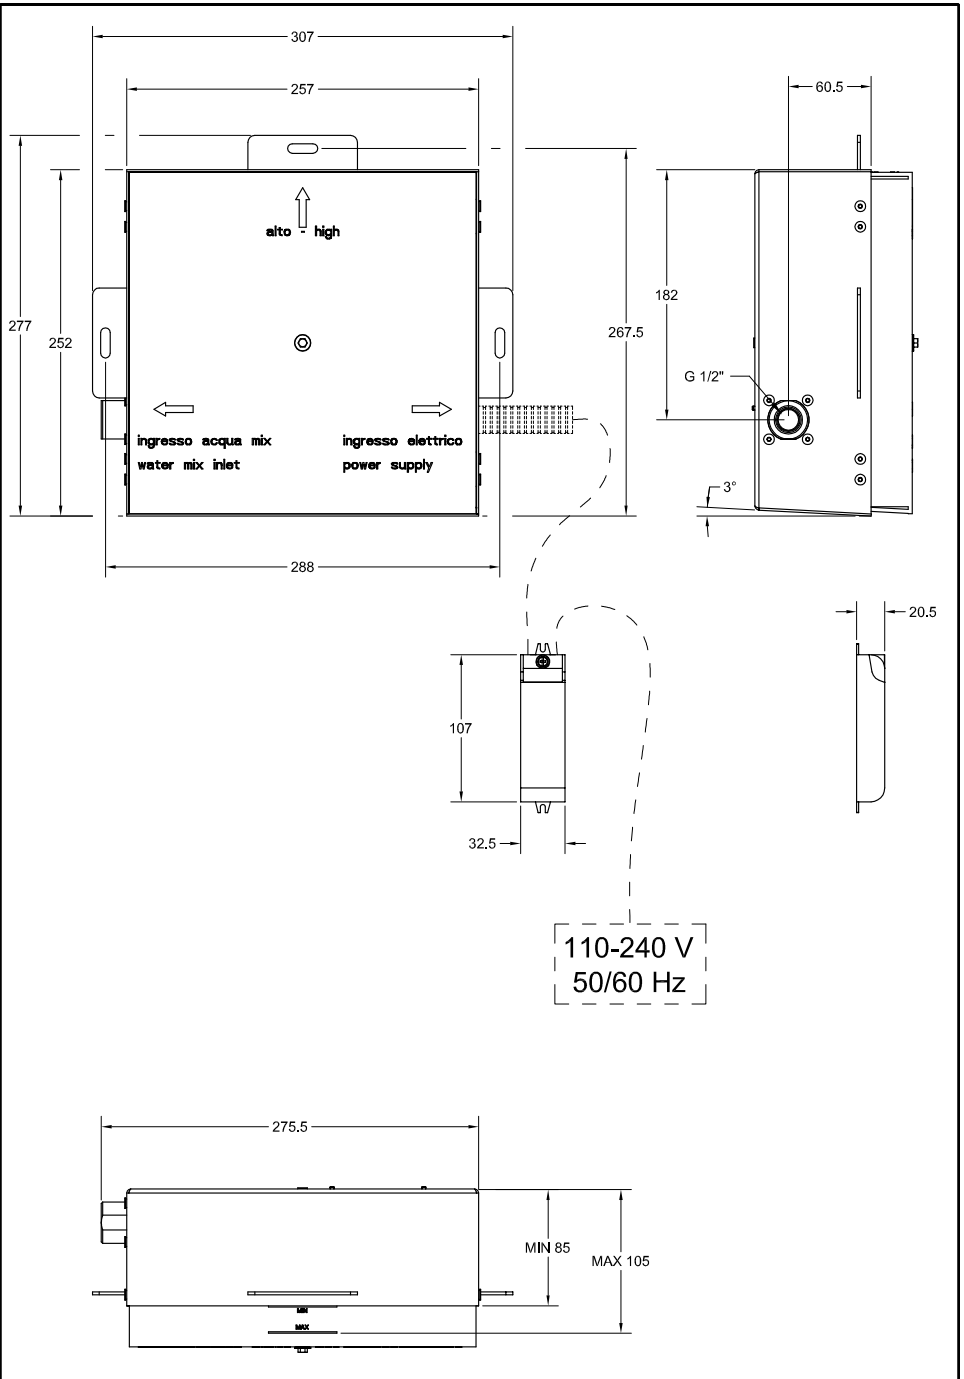 307
257
60.5
alto - high
182
277
252
267.5
G 1/2"
ingresso acqua mix
water mix inlet
ingresso elettrico
power supply
3°
288
20.5
107
32.5
110-240 V
50/60 Hz
275.5
MIN 85
MAX 105
MIN
MAX